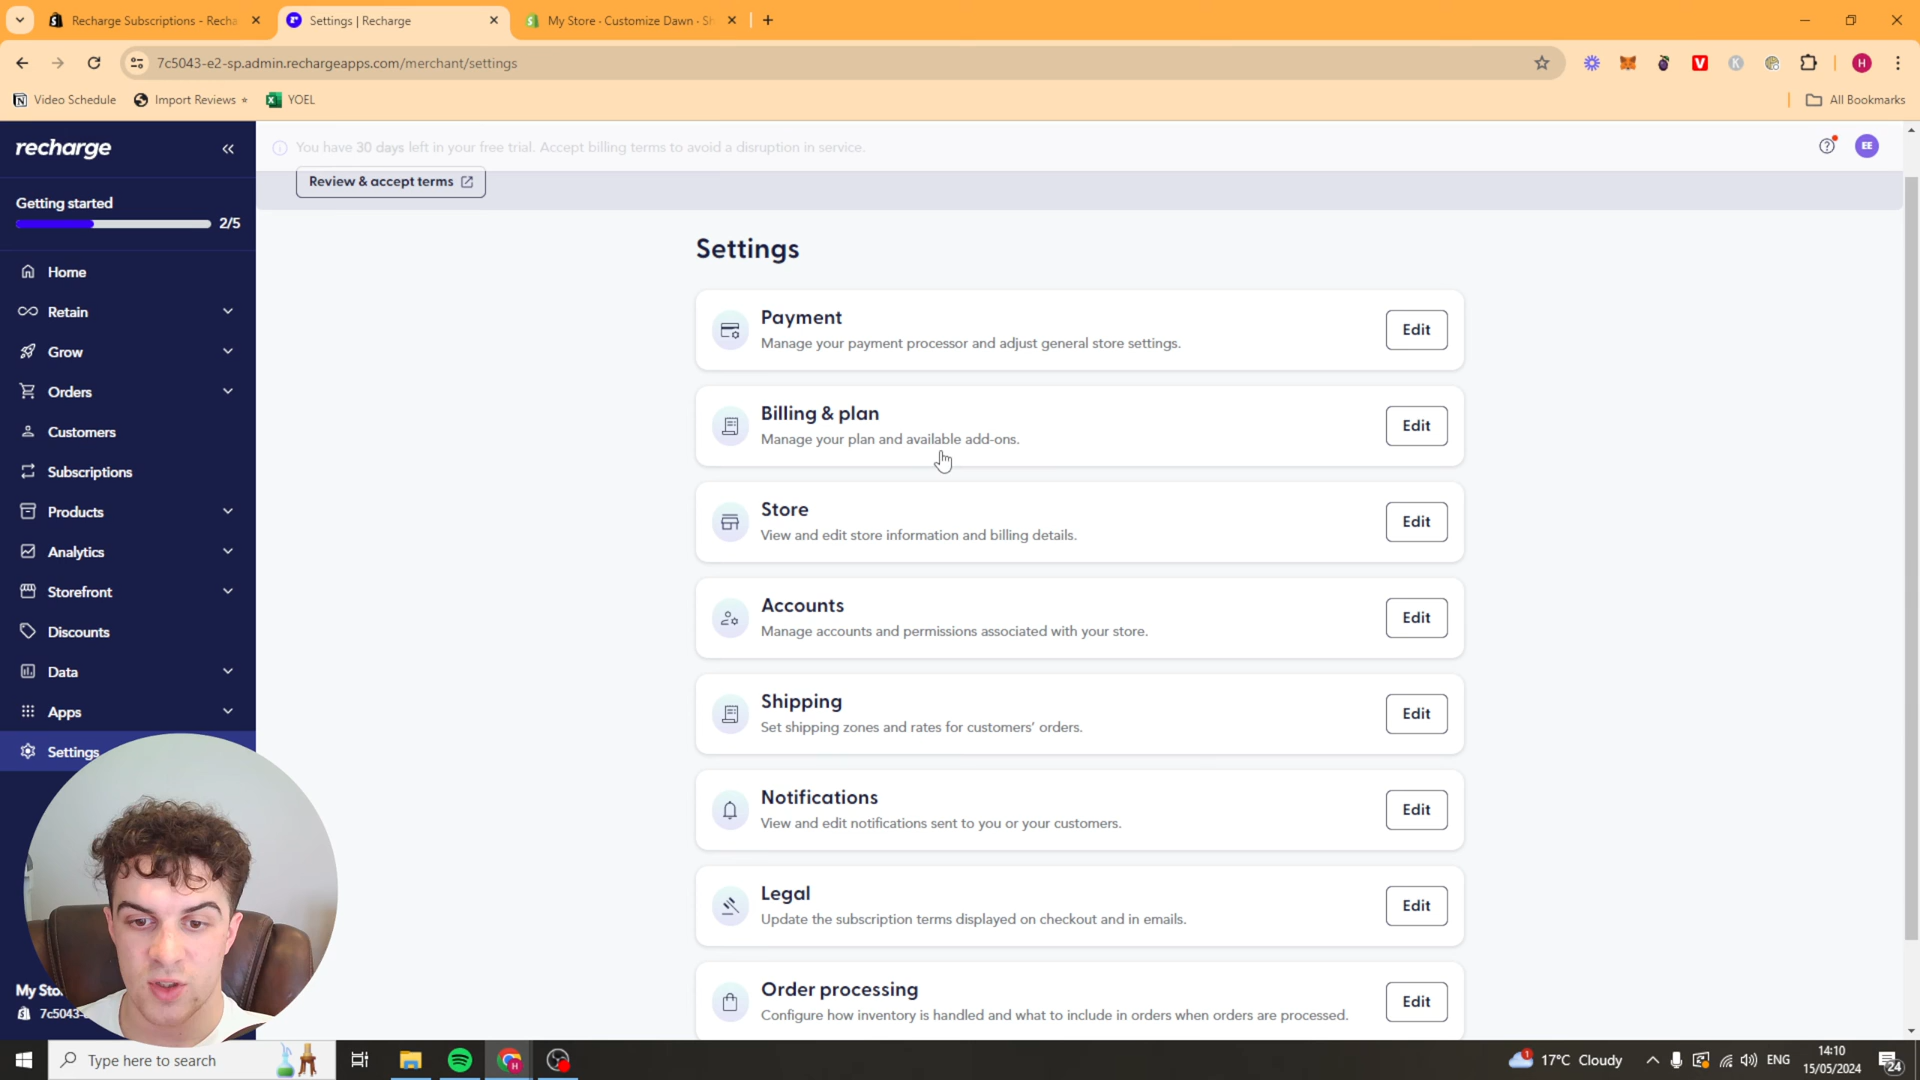 Recharge Subscriptions - Recha
Settings | Recharge
My Store · Customize Dawn · Sh
7c5043-e2-sp.admin.rechargeapps.com/merchant/settings
Video Schedule
Import Reviews
YOEL
All Bookmarks
recharge
You have 30 days left in your free trial. Accept billing terms to avoid a disruption in service.
EE
Review & accept terms
Getting started
2/5
Home
Retain
Grow
Orders
Customers
Subscriptions
Products
Analytics
Storefront
Discounts
Data
Apps
Settings
My Sto
7c5043-
Settings
Payment
Manage your payment processor and adjust general store settings.
Edit
Billing & plan
Manage your plan and available add-ons.
Edit
Store
View and edit store information and billing details.
Edit
Accounts
Manage accounts and permissions associated with your store.
Edit
Shipping
Set shipping zones and rates for customers' orders.
Edit
Notifications
View and edit notifications sent to you or your customers.
Edit
Legal
Update the subscription terms displayed on checkout and in emails.
Edit
Order processing
Configure how inventory is handled and what to include in orders when orders are processed.
Edit
Type here to search
17°C Cloudy
ENG
14:10
15/05/2024
24